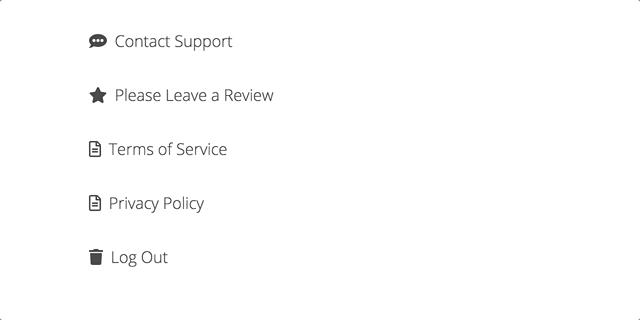 Contact Support
Please Leave a Review
Terms of Service
Privacy Policy
Log Out